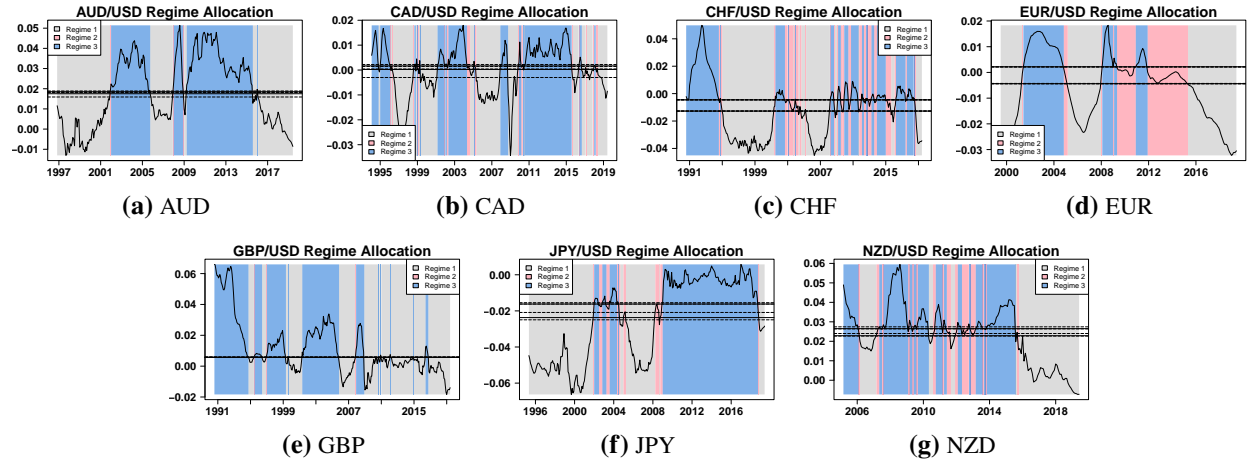 AUD/USD Regime Allocation
0.05
0.04
0.03
0.02
0.01
0.00
−0.01
Regime 1
Regime 2
Regime 3
1997
2002
2007
2012
2017
(a) AUD
CAD/USD Regime Allocation
0.02
0.01
0.00
−0.01
−0.03
Regime 1
Regime 2
Regime 3
1995
1999
2003
2007
2011
2015
2019
(b) CAD
CHF/USD Regime Allocation
0.04
0.02
0.00
−0.02
−0.04
Regime 1
Regime 2
Regime 3
1991
1999
2007
2015
(c) CHF
EUR/USD Regime Allocation
0.02
0.01
0.00
−0.01
−0.03
Regime 1
Regime 2
Regime 3
2000
2004
2008
2012
2016
(d) EUR
GBP/USD Regime Allocation
0.06
0.04
0.02
0.00
−0.02
Regime 1
Regime 2
Regime 3
1991
1999
2007
2015
(e) GBP
JPY/USD Regime Allocation
0.00
−0.02
−0.04
−0.06
Regime 1
Regime 2
Regime 3
1996
2000
2004
2008
2012
2016
(f) JPY
NZD/USD Regime Allocation
0.06
0.05
0.04
0.03
0.02
0.01
0.00
Regime 1
Regime 2
Regime 3
2006
2010
2014
2018
(g) NZD